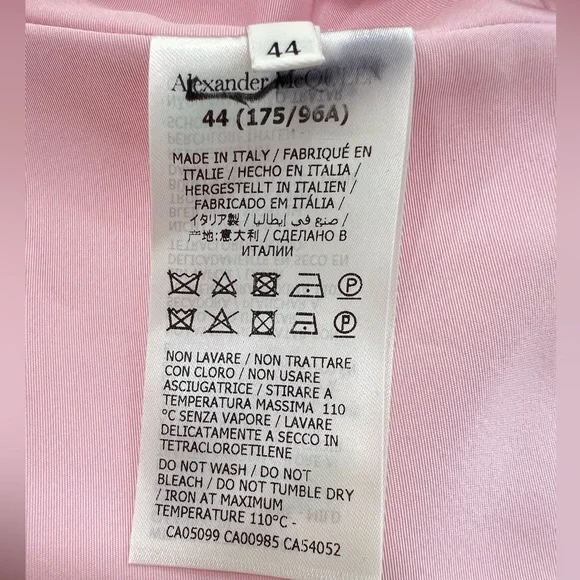 44
Alexander McQUEEN
44 (175/96A)
MADE IN ITALY / FABRIQUÉ EN
ITALIE / HECHO EN ITALIA /
HERGESTELLT IN ITALIEN /
FABRICADO EM ITÁLIA /
イタリア製 / صنع في إيطاليا /
产地:意大利 / СДЕЛАНО В
ИТАЛИИ
P
P
NON LAVARE / NON TRATTARE
CON CLORO / NON USARE
ASCIUGATRICE / STIRARE A
TEMPERATURA MASSIMA 110
°C SENZA VAPORE / LAVARE
DELICATAMENTE A SECCO IN
TETRACLOROETILENE
DO NOT WASH / DO NOT
BLEACH / DO NOT TUMBLE DRY
/ IRON AT MAXIMUM
TEMPERATURE 110°C -
CA05099 CA00985 CA54052